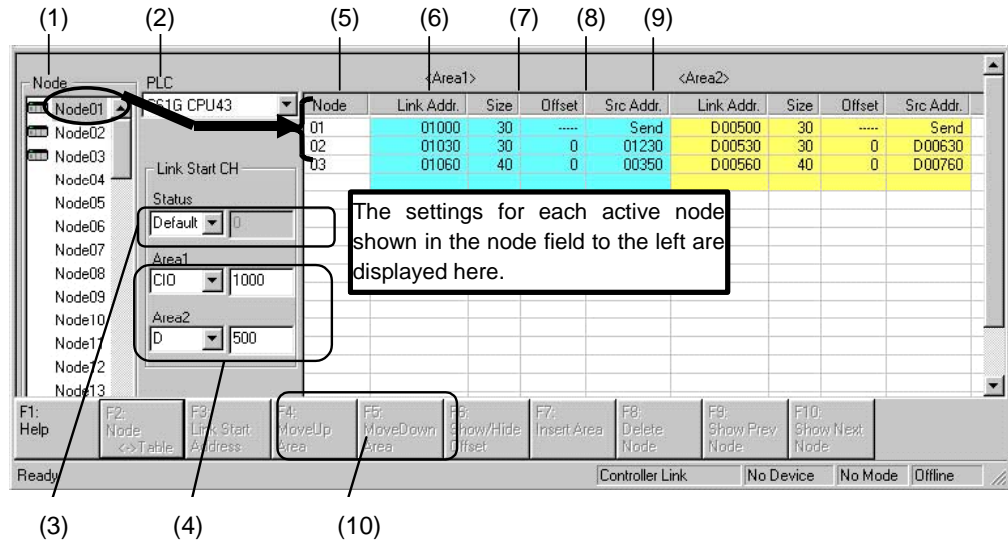 (1) (2) (5) (6) (7) (8) (9)
<Area1> <Area2>
Node PLC
CS1G CPU43
Node Link Addr. Size Offset Src Addr. Link Addr. Size Offset Src Addr.
01 01000 30 ----- Send D00500 30 ----- Send
02 01030 30 0 01230 D00530 30 0 D00630
03 01060 40 0 00350 D00560 40 0 D00760
Node01
Node02
Node03
Node04
Node05
Node06
Node07
Node08
Node09
Node10
Node11
Node12
Node13
Link Start CH
Status
Default 0
Area1
CIO 1000
Area2
D 500
The settings for each active node
shown in the node field to the left are
displayed here.
F1:
Help
F2:
Node
<->Table
F3:
Link Start
Address
F4:
MoveUp
Area
F5:
MoveDown
Area
F6:
Show/Hide
Offset
F7:
Insert Area
F8:
Delete
Node
F9:
Show Prev
Node
F10:
Show Next
Node
Ready Controller Link No Device No Mode Offline
(3) (4) (10)